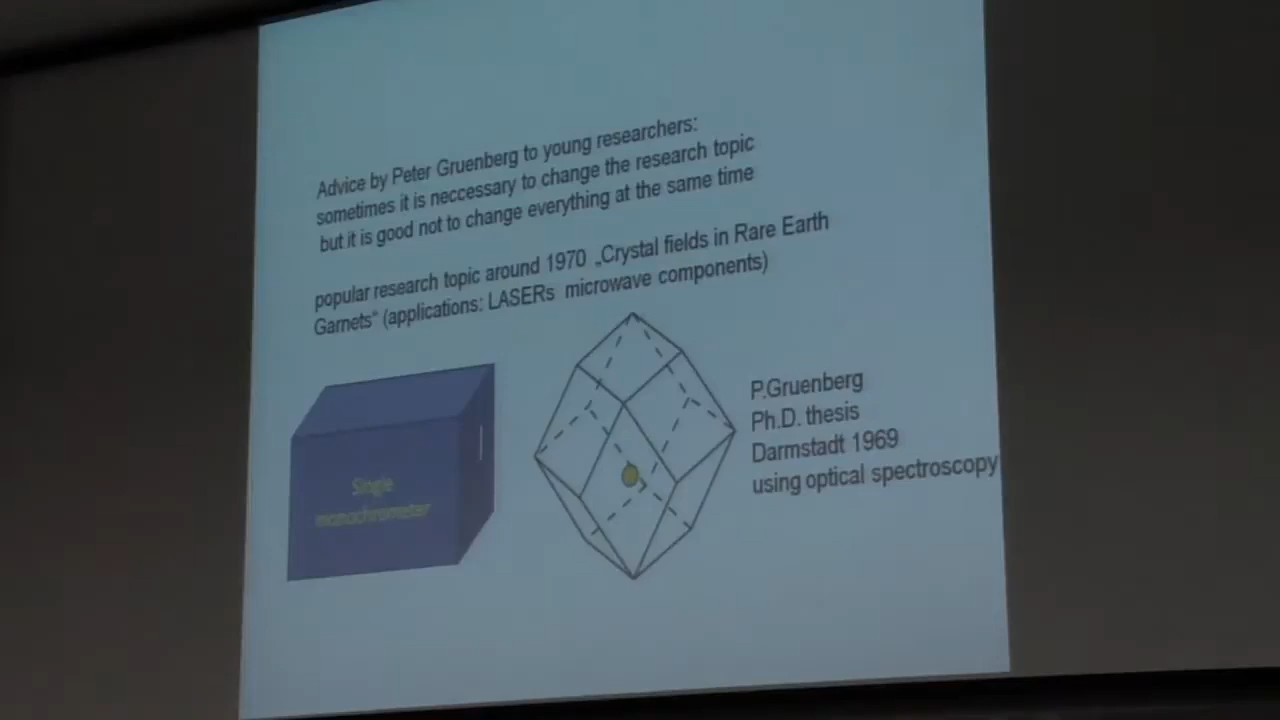 Advice by Peter Gruenberg to young researchers:
sometimes it is neccessary to change the research topic
but it is good not to change everything at the same time
popular research topic around 1970 „Crystal fields in Rare Earth
Garnets“ (applications: LASERs microwave components)
P.Gruenberg
Ph.D. thesis
Darmstadt 1969
using optical spectroscopy
Single
monochrometer